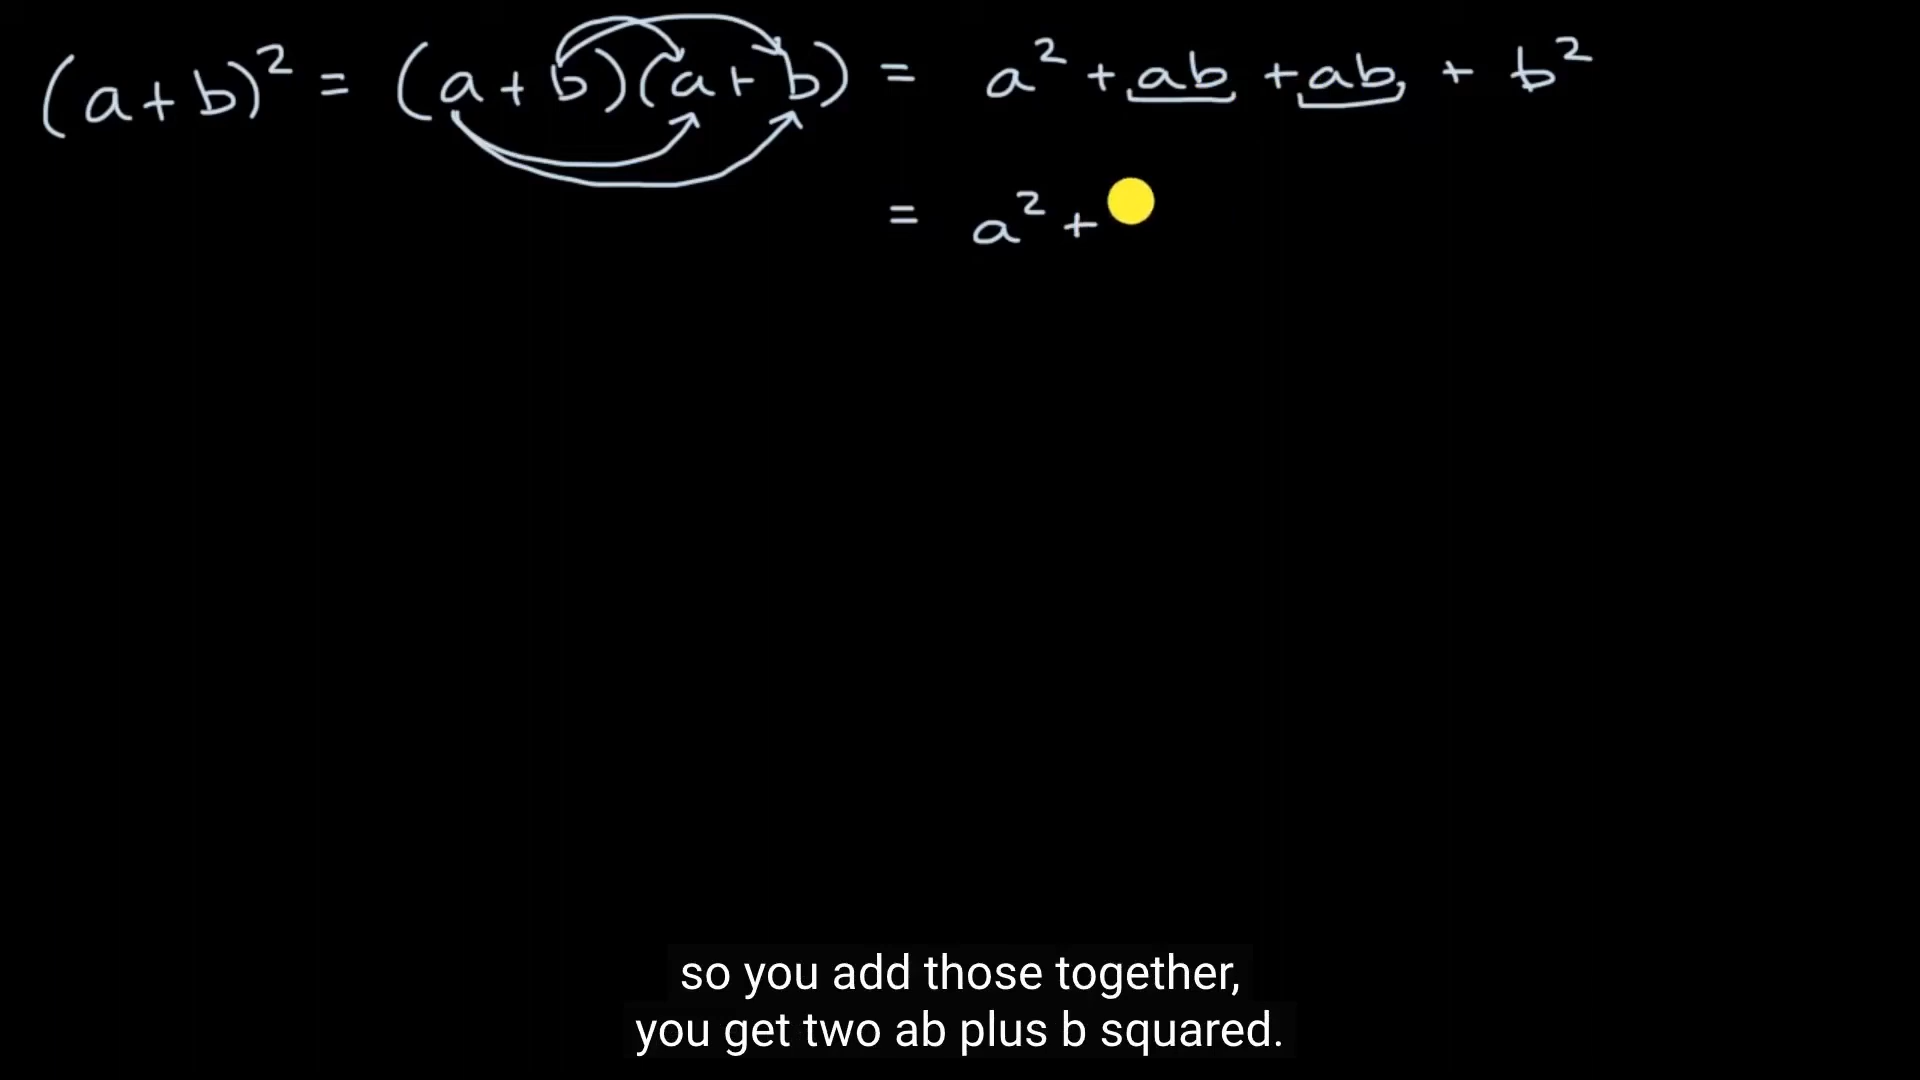 (a+b)² = (a+b)(a+b) = a² + ab + ab + b²
= a² +
so you add those together,
you get two ab plus b squared.